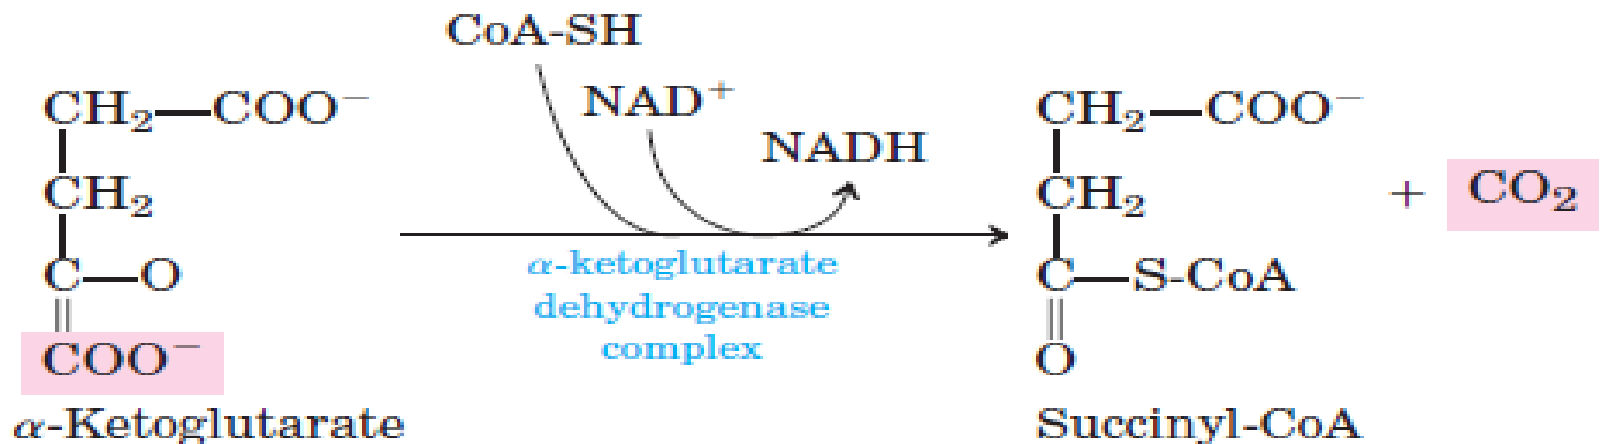 CoA-SH
NAD⁺
NADH
CH₂—COO⁻
CH₂
C—O
COO⁻
α-Ketoglutarate
α-ketoglutarate
dehydrogenase
complex
CH₂—COO⁻
CH₂
C—S-CoA
O
Succinyl-CoA
+ CO₂